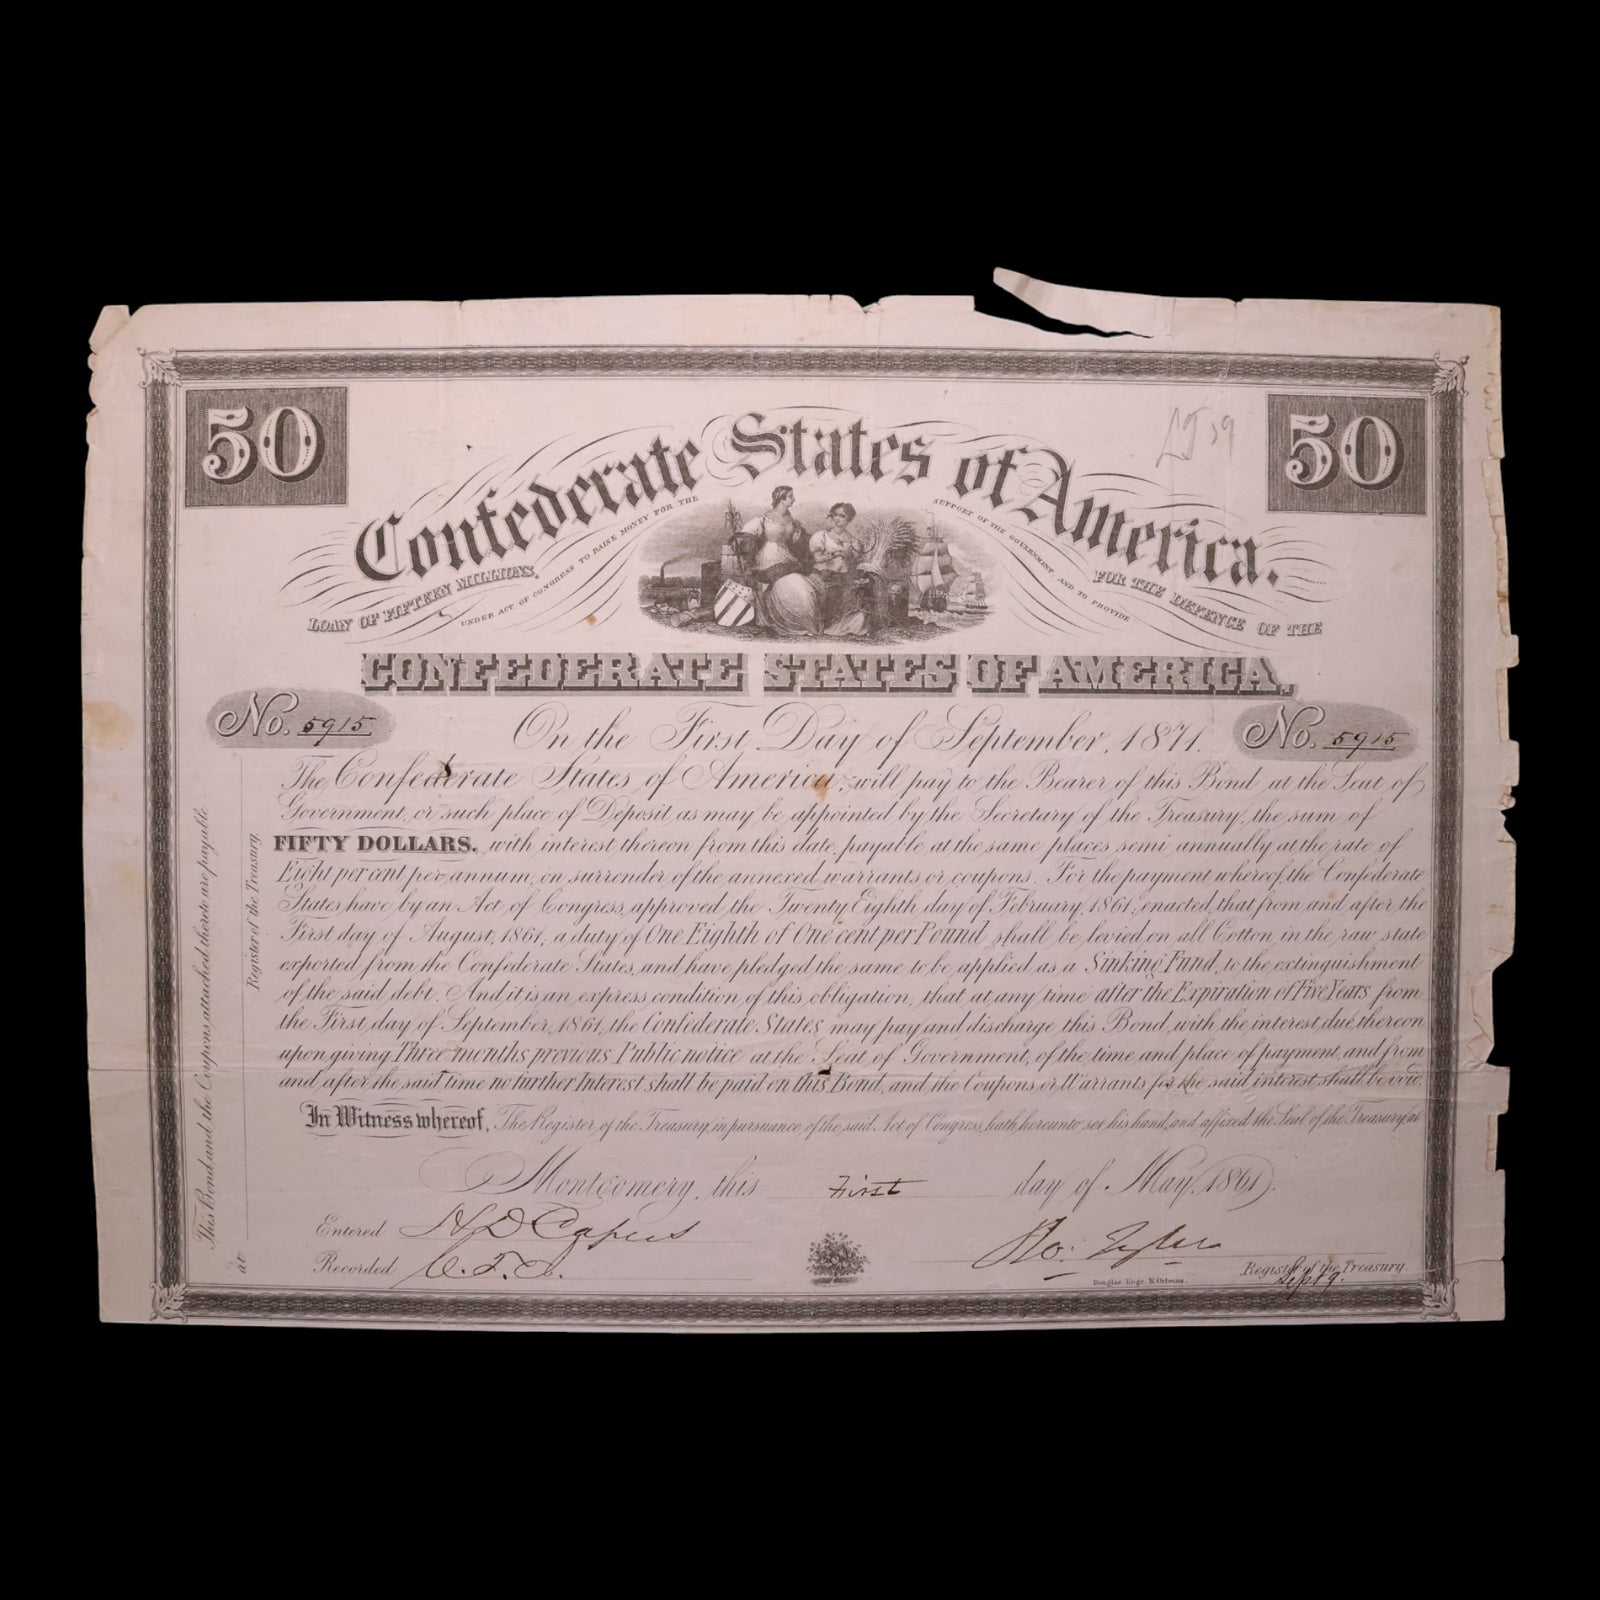 50
50
Confederate States of America.
LOAN OF FIFTEEN MILLIONS,
UNDER ACT OF CONGRESS TO RAISE MONEY FOR THE
SUPPORT OF THE GOVERNMENT, AND TO PROVIDE
FOR THE DEFENCE OF THE
CONFEDERATE STATES OF AMERICA,
No. 5915
On the First Day of September, 1871.
No. 5915
The Confederate States of America, will pay to the Bearer of this Bond at the Seat of
Government, or such place of Deposit as may be appointed by the Secretary of the Treasury, the sum of
FIFTY DOLLARS. with interest thereon from this date, payable at the same places semi annually at the rate of
Eight per cent per annum, on surrender of the annexed warrants or coupons. For the payment whereof, the Confederate
States, have by an Act of Congress, approved the Twenty Eighth day of February, 1861, enacted, that from and after the
First day of August, 1861, a duty of One Eighth of One cent per Pound shall be levied on all Cotton, in the raw state
exported from the Confederate States, and have pledged the same to be applied as a Sinking Fund, to the extinguishment
of the said debt. And it is an express condition of this obligation, that at any time after the Expiration of Five Years from
the First day of September, 1861, the Confederate States may pay and discharge this Bond, with the interest due thereon
upon giving Three months previous Public notice at the Seat of Government, of the time and place of payment, and from
and after the said time no further Interest shall be paid on this Bond, and the Coupons or Warrants for the said interest shall be void.
In Witness whereof, The Register of the Treasury, in pursuance of the said Act of Congress, hath hereunto set his hand, and affixed the Seal of the Treasury, at
Montgomery, this First day of May, 1861.
Entered H D Capers
Recorded C. T. J.
Ro. Tyler
Register of the Treasury.
Douglas Engr. N. Orleans.
This Bond and the Coupons attached thereto are payable
at
Register of the Treasury.